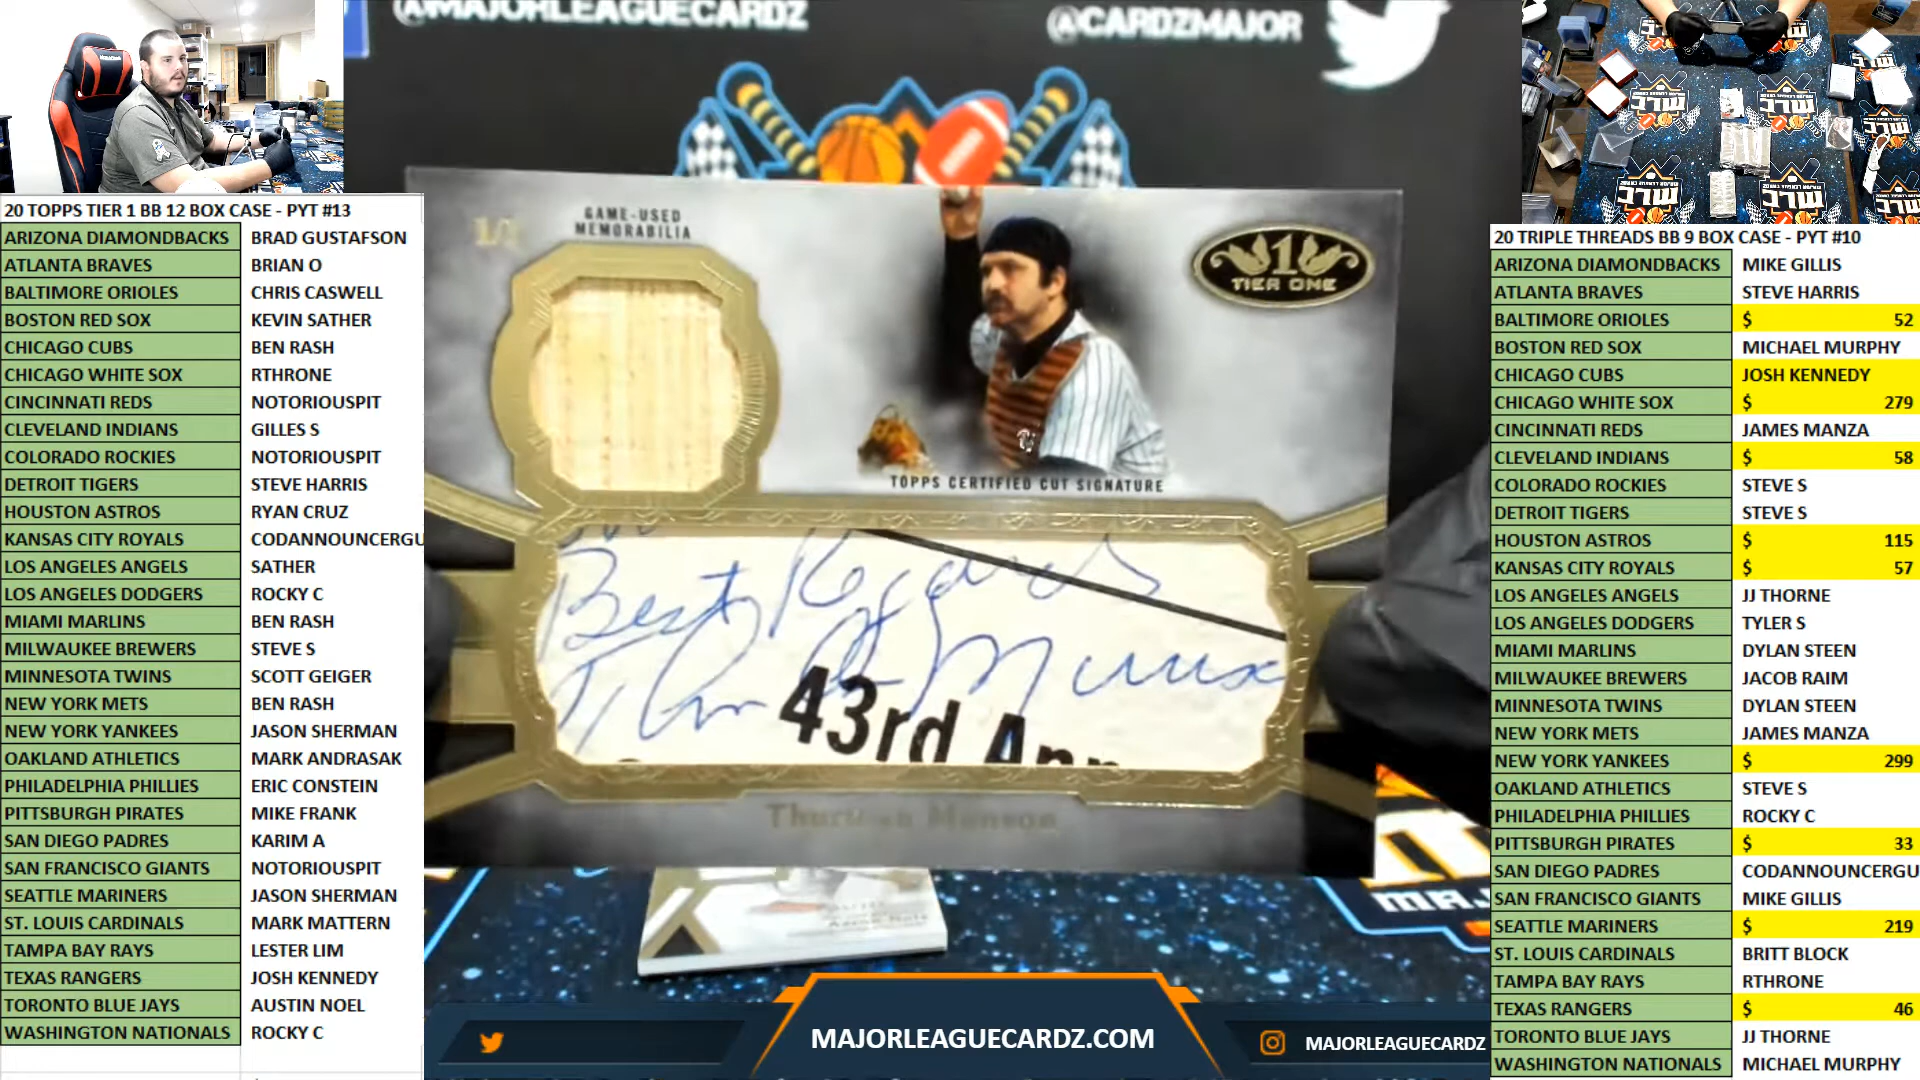 @MAJORLEAGUECARDZ
@CARDZMAJOR
20 TOPPS TIER 1 BB 12 BOX CASE - PYT #13
ARIZONA DIAMONDBACKS BRAD GUSTAFSON
ATLANTA BRAVES BRIAN O
BALTIMORE ORIOLES CHRIS CASWELL
BOSTON RED SOX KEVIN SATHER
CHICAGO CUBS BEN RASH
CHICAGO WHITE SOX RTHRONE
CINCINNATI REDS NOTORIOUSPIT
CLEVELAND INDIANS GILLES S
COLORADO ROCKIES NOTORIOUSPIT
DETROIT TIGERS STEVE HARRIS
HOUSTON ASTROS RYAN CRUZ
KANSAS CITY ROYALS CODANNOUNCERGU
LOS ANGELES ANGELS SATHER
LOS ANGELES DODGERS ROCKY C
MIAMI MARLINS BEN RASH
MILWAUKEE BREWERS STEVE S
MINNESOTA TWINS SCOTT GEIGER
NEW YORK METS BEN RASH
NEW YORK YANKEES JASON SHERMAN
OAKLAND ATHLETICS MARK ANDRASAK
PHILADELPHIA PHILLIES ERIC CONSTEIN
PITTSBURGH PIRATES MIKE FRANK
SAN DIEGO PADRES KARIM A
SAN FRANCISCO GIANTS NOTORIOUSPIT
SEATTLE MARINERS JASON SHERMAN
ST. LOUIS CARDINALS MARK MATTERN
TAMPA BAY RAYS LESTER LIM
TEXAS RANGERS JOSH KENNEDY
TORONTO BLUE JAYS AUSTIN NOEL
WASHINGTON NATIONALS ROCKY C
1/1
GAME-USED
MEMORABILIA
1
TIER ONE
TOPPS CERTIFIED CUT SIGNATURE
Best Regards
43rd Ann
Thurman Munson
MAJORLEAGUECARDZ.COM
MAJORLEAGUECARDZ
20 TRIPLE THREADS BB 9 BOX CASE - PYT #10
ARIZONA DIAMONDBACKS MIKE GILLIS
ATLANTA BRAVES STEVE HARRIS
BALTIMORE ORIOLES $ 52
BOSTON RED SOX MICHAEL MURPHY
CHICAGO CUBS JOSH KENNEDY
CHICAGO WHITE SOX $ 279
CINCINNATI REDS JAMES MANZA
CLEVELAND INDIANS $ 58
COLORADO ROCKIES STEVE S
DETROIT TIGERS STEVE S
HOUSTON ASTROS $ 115
KANSAS CITY ROYALS $ 57
LOS ANGELES ANGELS JJ THORNE
LOS ANGELES DODGERS TYLER S
MIAMI MARLINS DYLAN STEEN
MILWAUKEE BREWERS JACOB RAIM
MINNESOTA TWINS DYLAN STEEN
NEW YORK METS JAMES MANZA
NEW YORK YANKEES $ 299
OAKLAND ATHLETICS STEVE S
PHILADELPHIA PHILLIES ROCKY C
PITTSBURGH PIRATES $ 33
SAN DIEGO PADRES CODANNOUNCERGU
SAN FRANCISCO GIANTS MIKE GILLIS
SEATTLE MARINERS $ 219
ST. LOUIS CARDINALS BRITT BLOCK
TAMPA BAY RAYS RTHRONE
TEXAS RANGERS $ 46
TORONTO BLUE JAYS JJ THORNE
WASHINGTON NATIONALS MICHAEL MURPHY